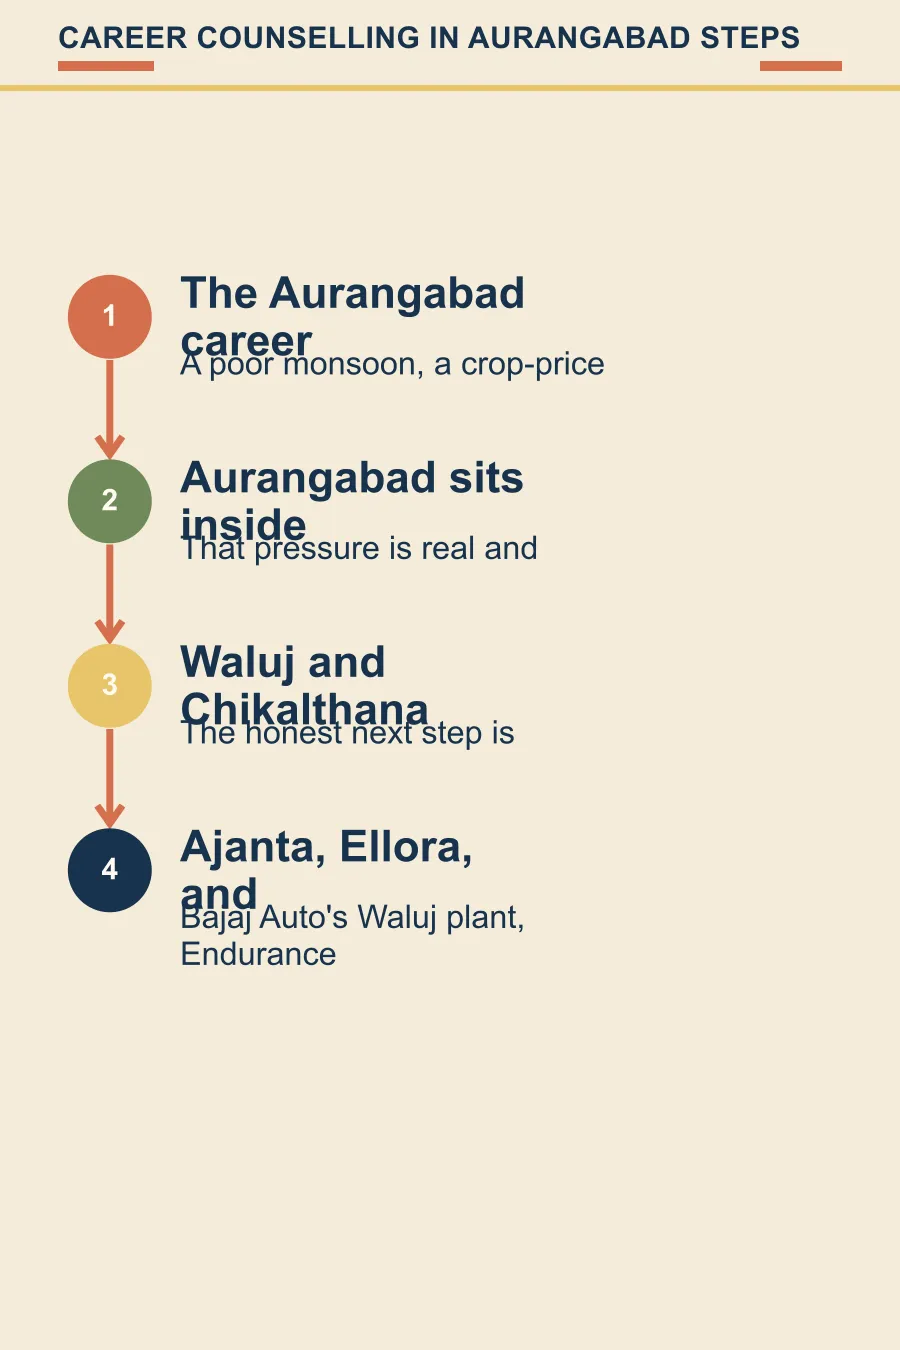 CAREER COUNSELLING IN AURANGABAD STEPS
1
The Aurangabad
career
A poor monsoon, a crop-price
2
Aurangabad sits
inside
That pressure is real and
3
Waluj and
Chikalthana
The honest next step is
4
Ajanta, Ellora,
and
Bajaj Auto's Waluj plant,
Endurance